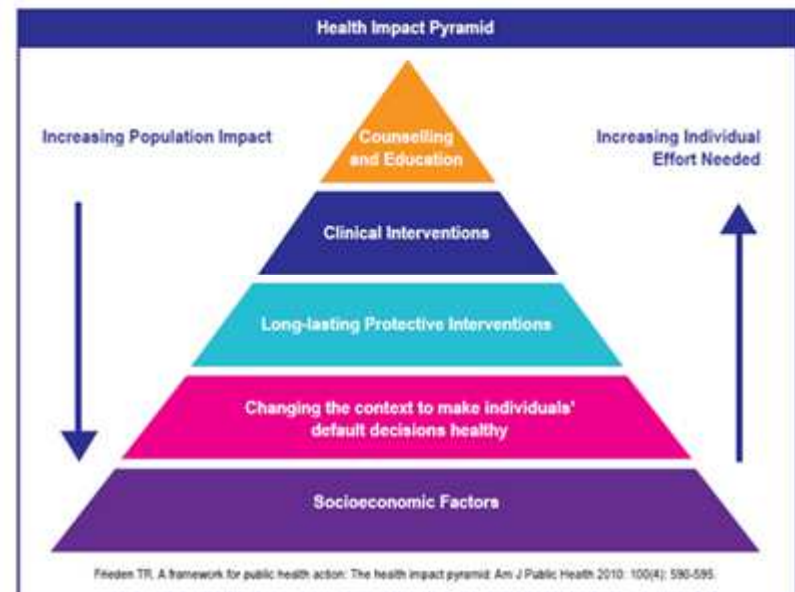 Health Impact Pyramid
Increasing Population Impact
Counselling
and Education
Increasing Individual
Effort Needed
Clinical Interventions
Long-lasting Protective Interventions
Changing the context to make individuals'
default decisions healthy
Socioeconomic Factors
Frieden TR. A framework for public health action: The health impact pyramid. Am J Public Health 2010: 100(4): 590-595.